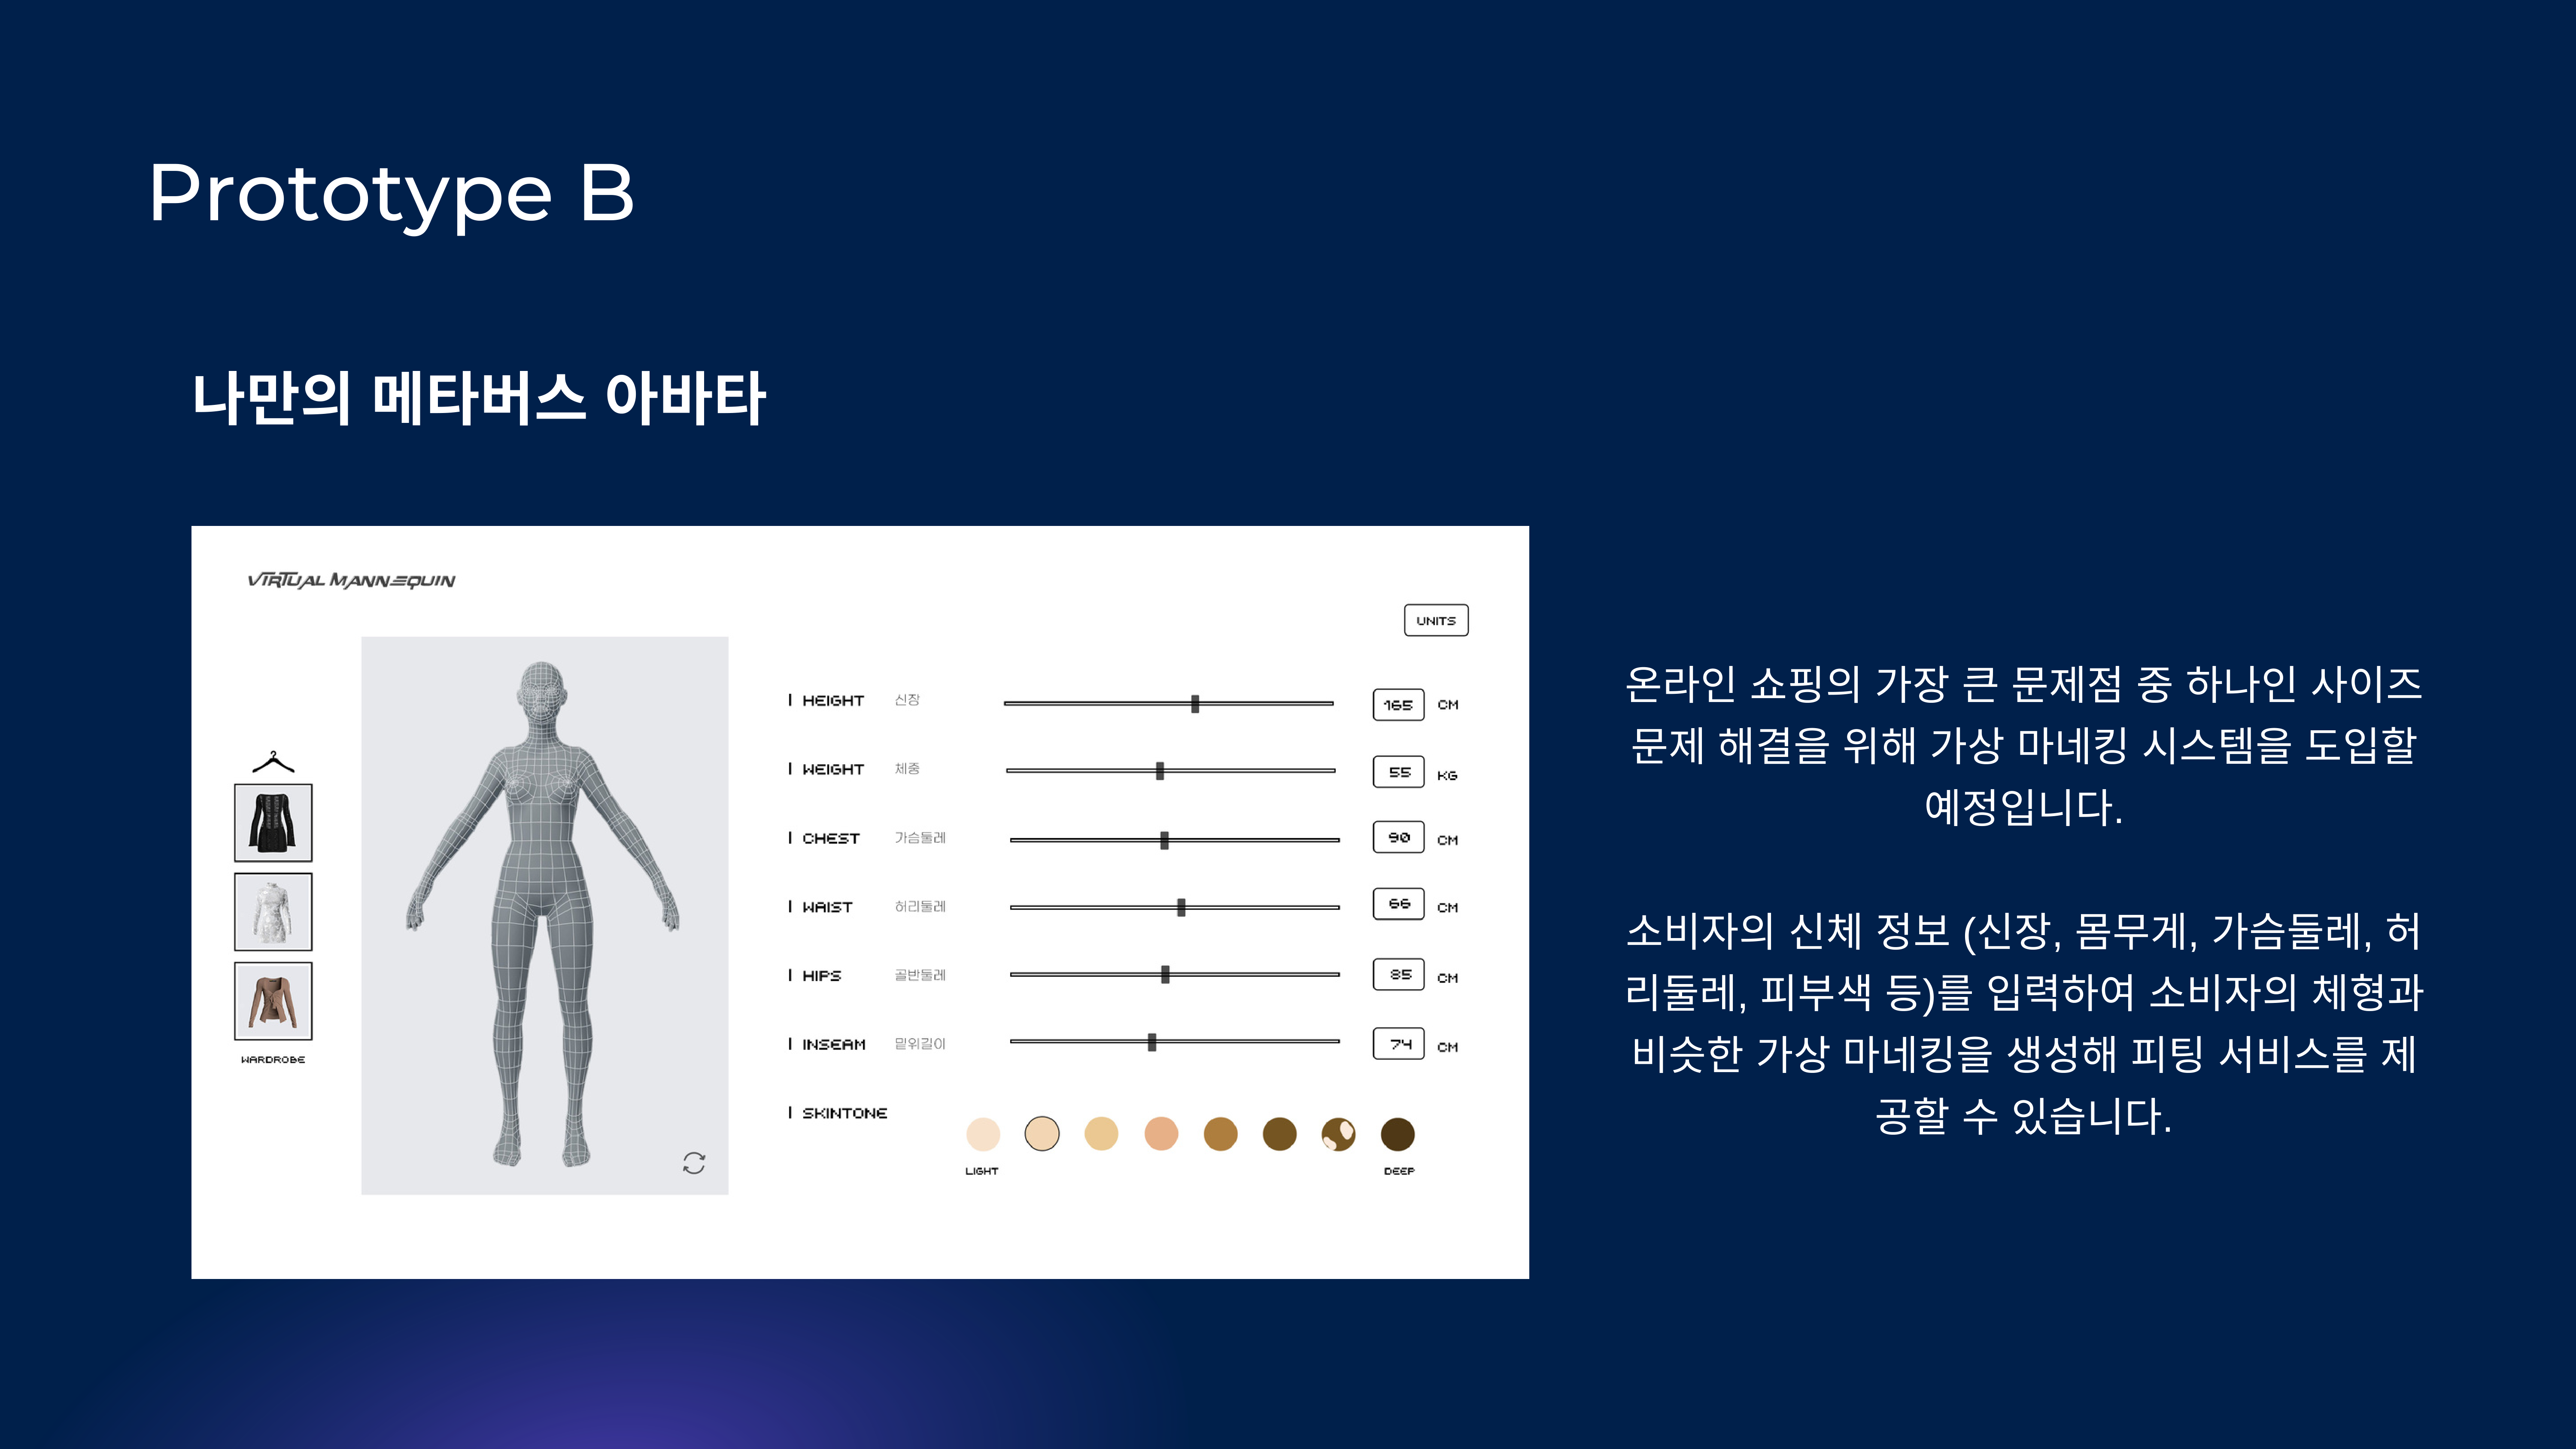 Prototype B
나만의 메타버스 아바타
VIRTUAL MANNEQUIN
UNITS
HEIGHT 신장 165 CM
WEIGHT 체중 55 KG
CHEST 가슴둘레 90 CM
WAIST 허리둘레 66 CM
HIPS 골반둘레 85 CM
INSEAM 밑위길이 74 CM
SKINTONE
LIGHT DEEP
WARDROBE
온라인 쇼핑의 가장 큰 문제점 중 하나인 사이즈
문제 해결을 위해 가상 마네킹 시스템을 도입할
예정입니다.
소비자의 신체 정보 (신장, 몸무게, 가슴둘레, 허
리둘레, 피부색 등)를 입력하여 소비자의 체형과
비슷한 가상 마네킹을 생성해 피팅 서비스를 제
공할 수 있습니다.